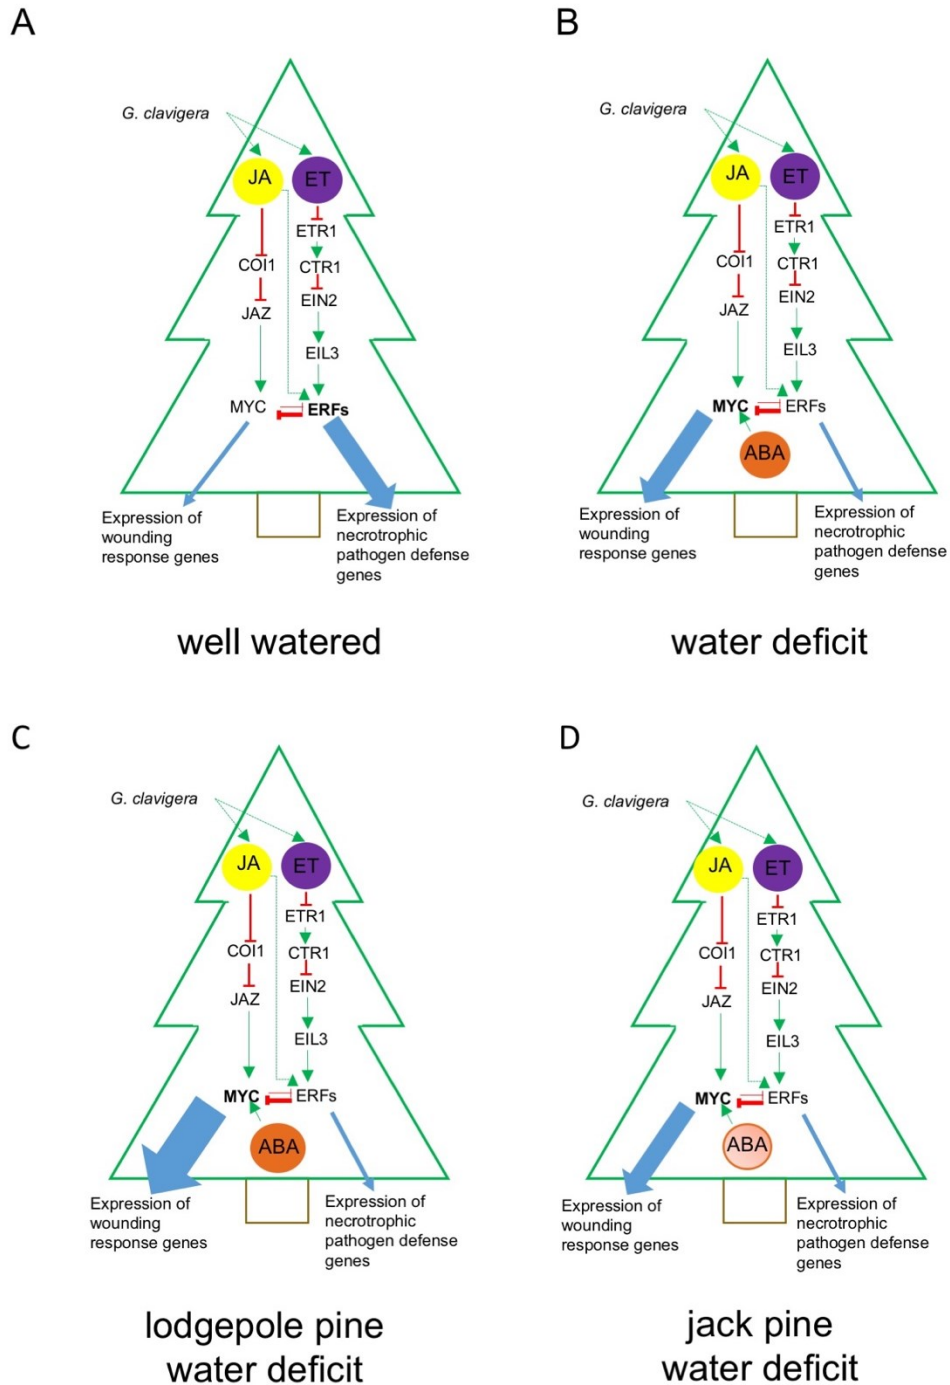 A
G. clavigera
JA
ET
ETR1
COI1
CTR1
EIN2
JAZ
EIL3
MYC
ERFs
Expression of
wounding
response genes
Expression of
necrotrophic
pathogen defense
genes
well watered
B
G. clavigera
JA
ET
ETR1
COI1
CTR1
EIN2
JAZ
EIL3
MYC
ERFs
ABA
Expression of
wounding
response genes
Expression of
necrotrophic
pathogen defense
genes
water deficit
C
G. clavigera
JA
ET
ETR1
COI1
CTR1
EIN2
JAZ
EIL3
MYC
ERFs
ABA
Expression of
wounding
response genes
Expression of
necrotrophic
pathogen defense
genes
lodgepole pine
water deficit
D
G. clavigera
JA
ET
ETR1
COI1
CTR1
EIN2
JAZ
EIL3
MYC
ERFs
ABA
Expression of
wounding
response genes
Expression of
necrotrophic
pathogen defense
genes
jack pine
water deficit